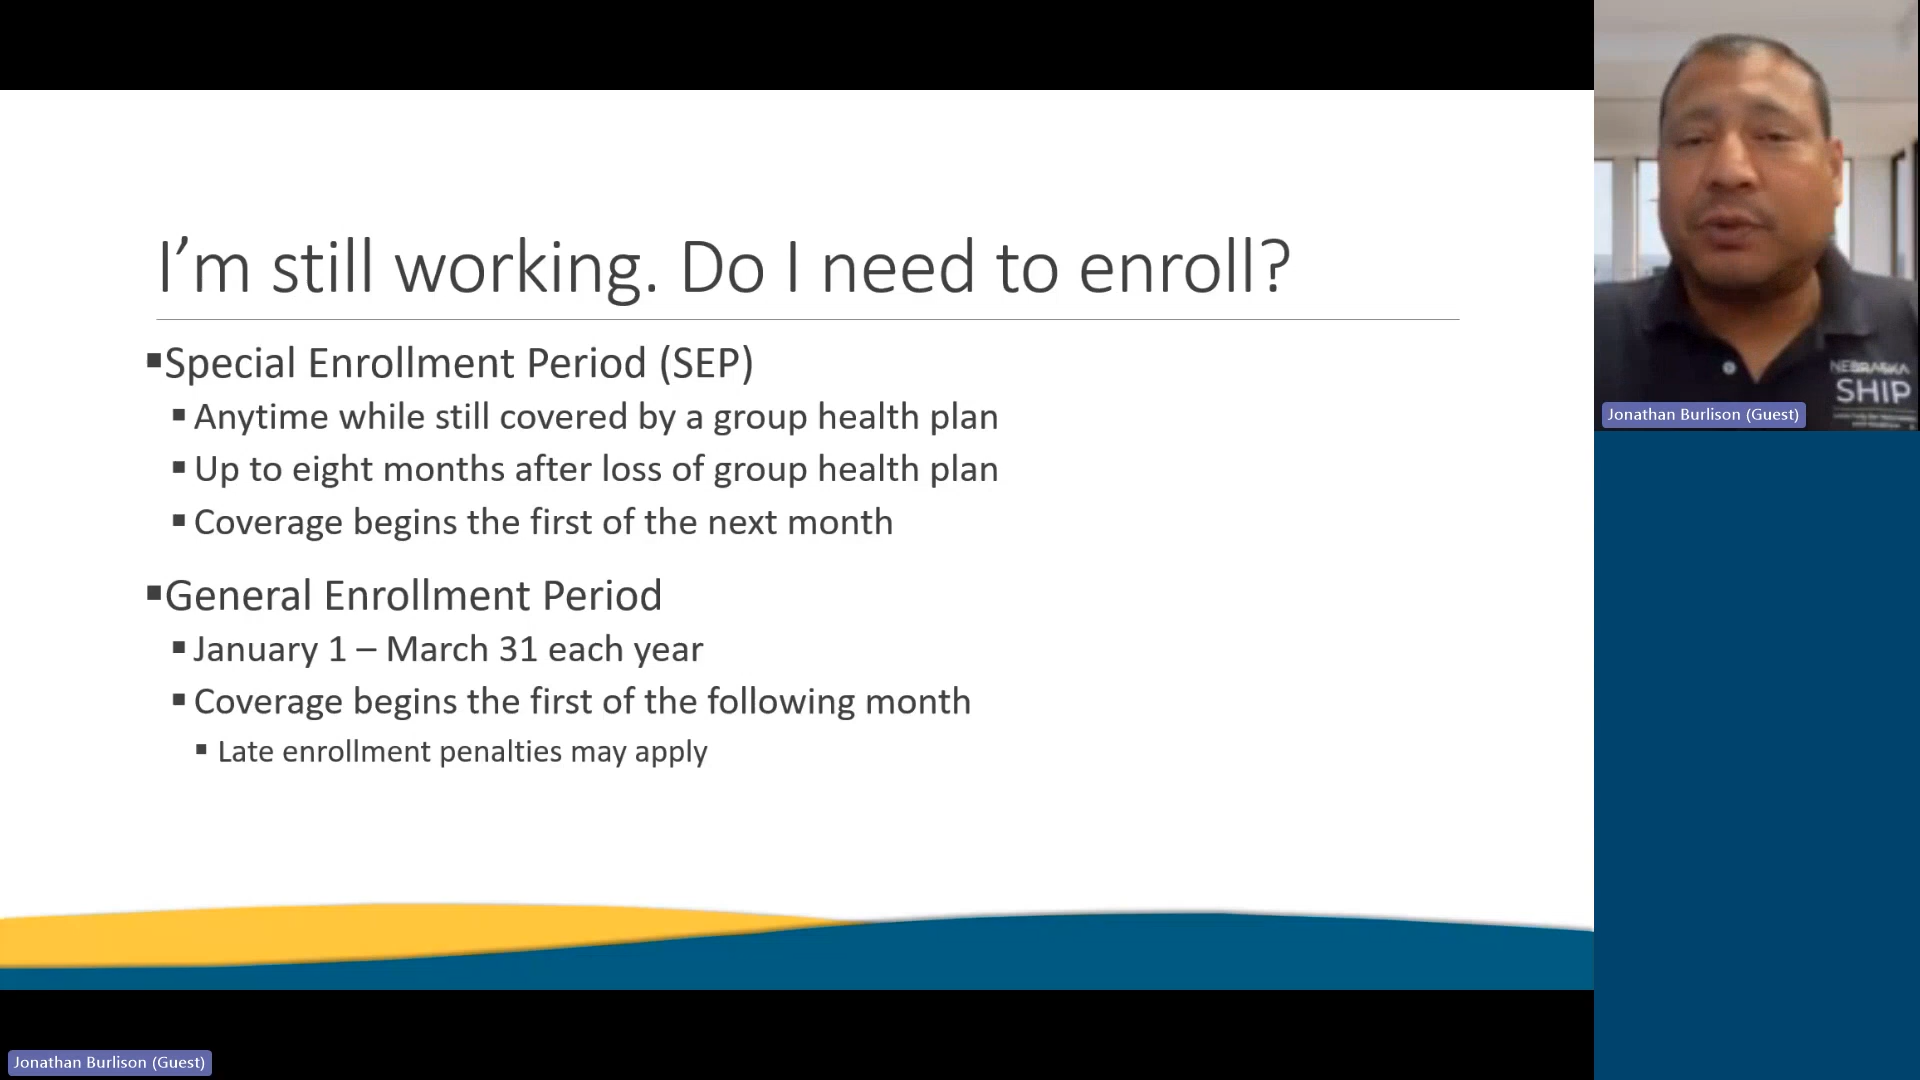 I’m still working. Do I need to enroll?
▪Special Enrollment Period (SEP)
▪Anytime while still covered by a group health plan
▪Up to eight months after loss of group health plan
▪Coverage begins the first of the next month
▪General Enrollment Period
▪January 1 – March 31 each year
▪Coverage begins the first of the following month
▪Late enrollment penalties may apply
NEBRASKA
SHIP
Jonathan Burlison (Guest)
Jonathan Burlison (Guest)